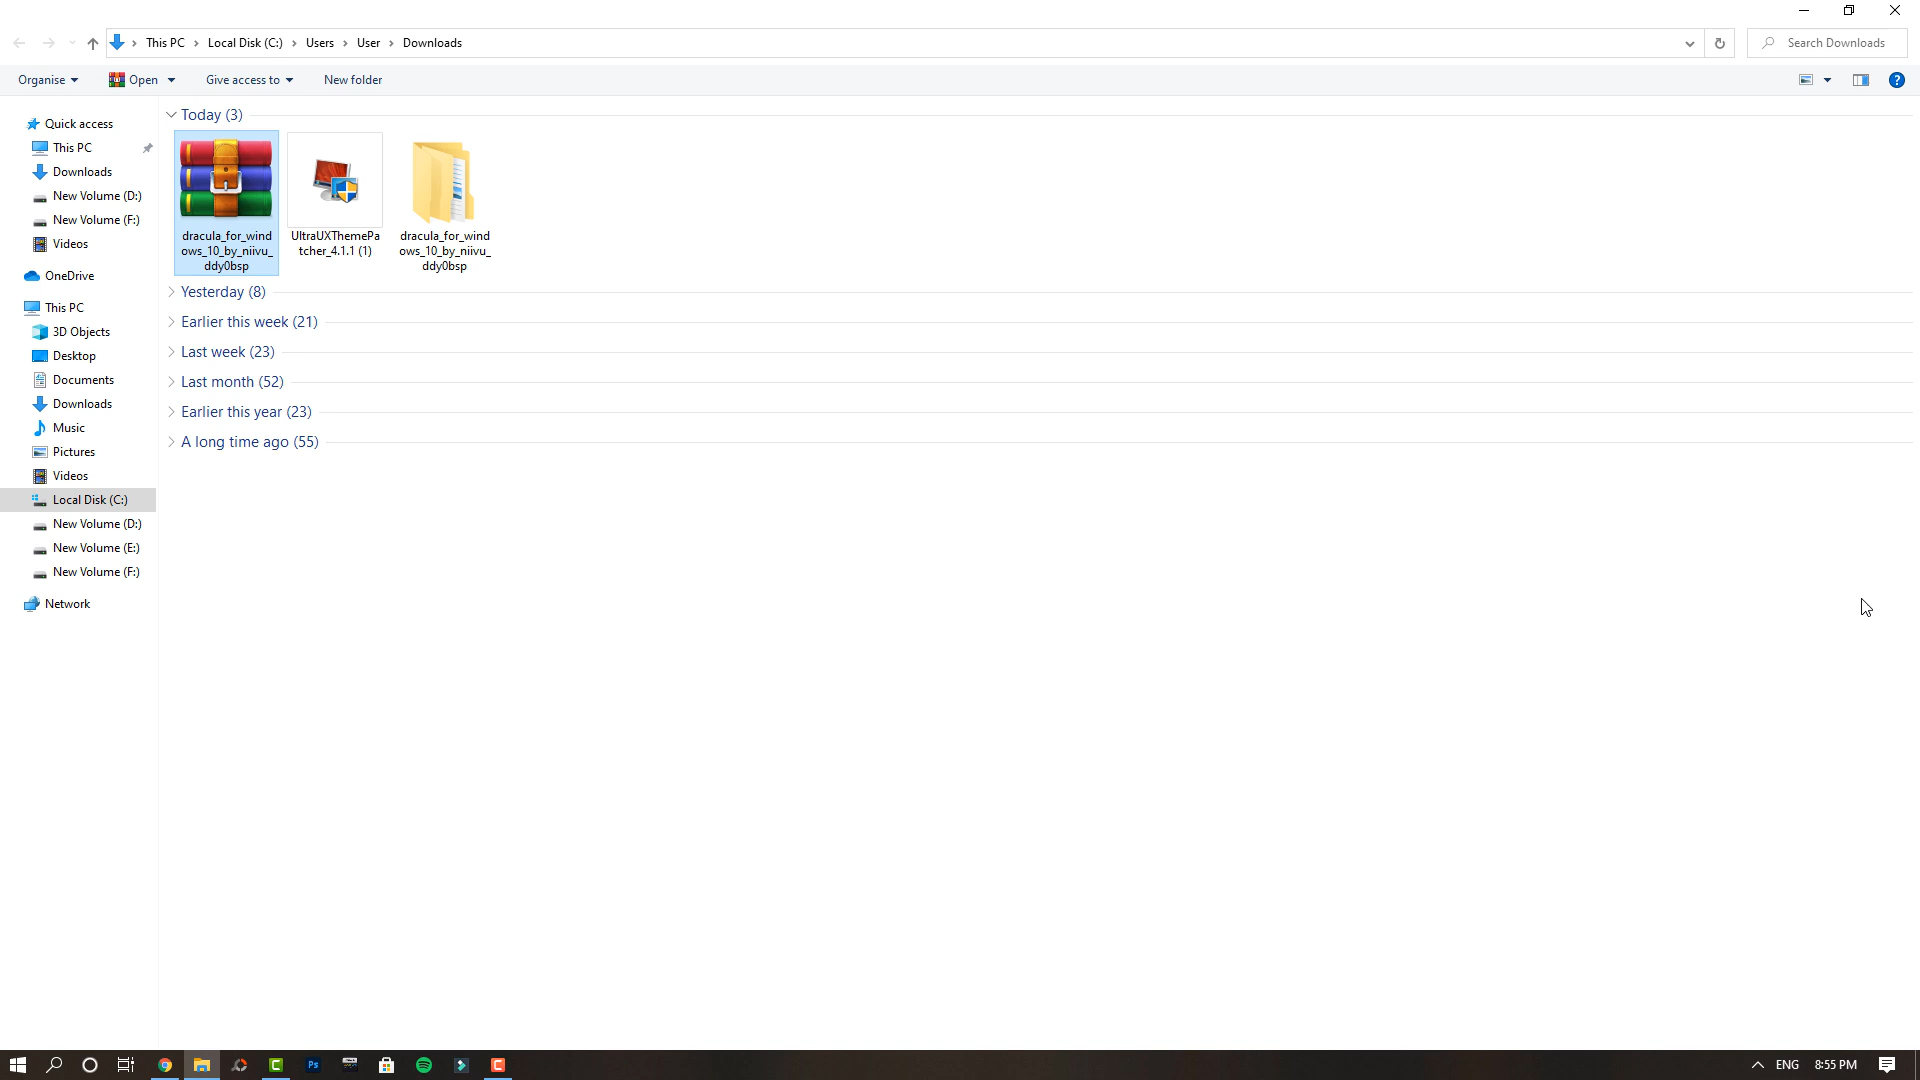 This PC
Local Disk (C:)
Users
User
Downloads
Search Downloads
Organise
Open
Give access to
New folder
Quick access
This PC
Downloads
New Volume (D:)
New Volume (F:)
Videos
OneDrive
This PC
3D Objects
Desktop
Documents
Downloads
Music
Pictures
Videos
Local Disk (C:)
New Volume (D:)
New Volume (E:)
New Volume (F:)
Network
Today (3)
dracula_for_wind
ows_10_by_niivu_
ddy0bsp
UltraUXThemePa
tcher_4.1.1 (1)
dracula_for_wind
ows_10_by_niivu_
ddy0bsp
Yesterday (8)
Earlier this week (21)
Last week (23)
Last month (52)
Earlier this year (23)
A long time ago (55)
Ps
ENG
8:55 PM